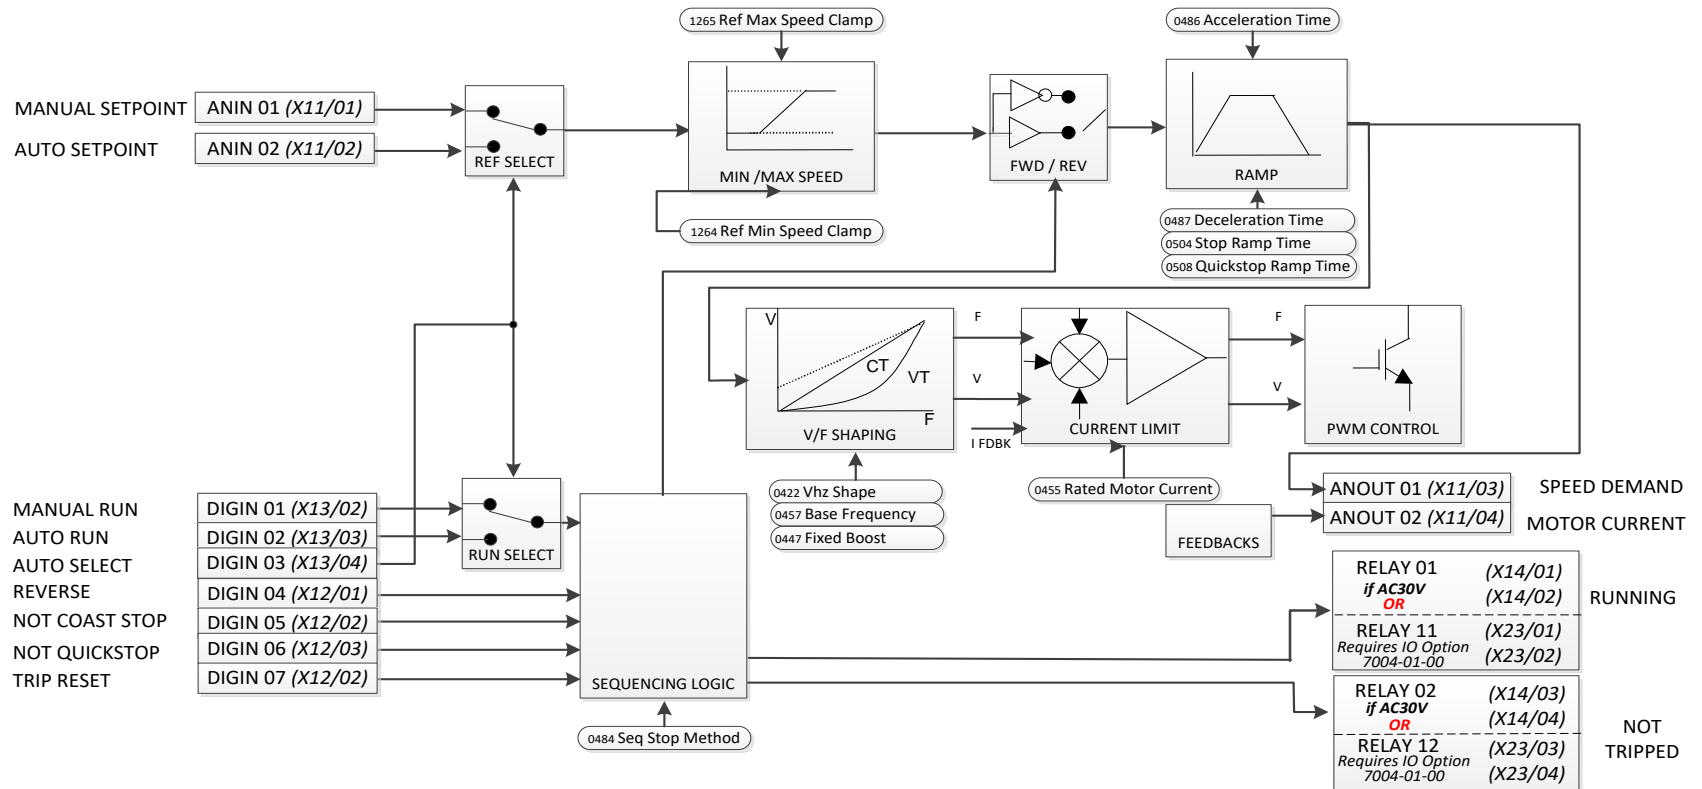 1265 Ref Max Speed Clamp
0486 Acceleration Time
MANUAL SETPOINT
ANIN 01 (X11/01)
AUTO SETPOINT
ANIN 02 (X11/02)
REF SELECT
MIN /MAX SPEED
FWD / REV
RAMP
1264 Ref Min Speed Clamp
0487 Deceleration Time
0504 Stop Ramp Time
0508 Quickstop Ramp Time
V
CT
VT
F
V/F SHAPING
F
V
I FDBK
CURRENT LIMIT
F
V
PWM CONTROL
0422 Vhz Shape
0457 Base Frequency
0447 Fixed Boost
0455 Rated Motor Current
FEEDBACKS
ANOUT 01 (X11/03)
SPEED DEMAND
ANOUT 02 (X11/04)
MOTOR CURRENT
MANUAL RUN
DIGIN 01 (X13/02)
AUTO RUN
DIGIN 02 (X13/03)
AUTO SELECT
DIGIN 03 (X13/04)
REVERSE
DIGIN 04 (X12/01)
NOT COAST STOP
DIGIN 05 (X12/02)
NOT QUICKSTOP
DIGIN 06 (X12/03)
TRIP RESET
DIGIN 07 (X12/02)
RUN SELECT
SEQUENCING LOGIC
0484 Seq Stop Method
RELAY 01 (X14/01)
if AC30V (X14/02)
OR
RELAY 11 (X23/01)
Requires IO Option
7004-01-00 (X23/02)
RUNNING
RELAY 02 (X14/03)
if AC30V (X14/04)
OR
RELAY 12 (X23/03)
Requires IO Option
7004-01-00 (X23/04)
NOT
TRIPPED